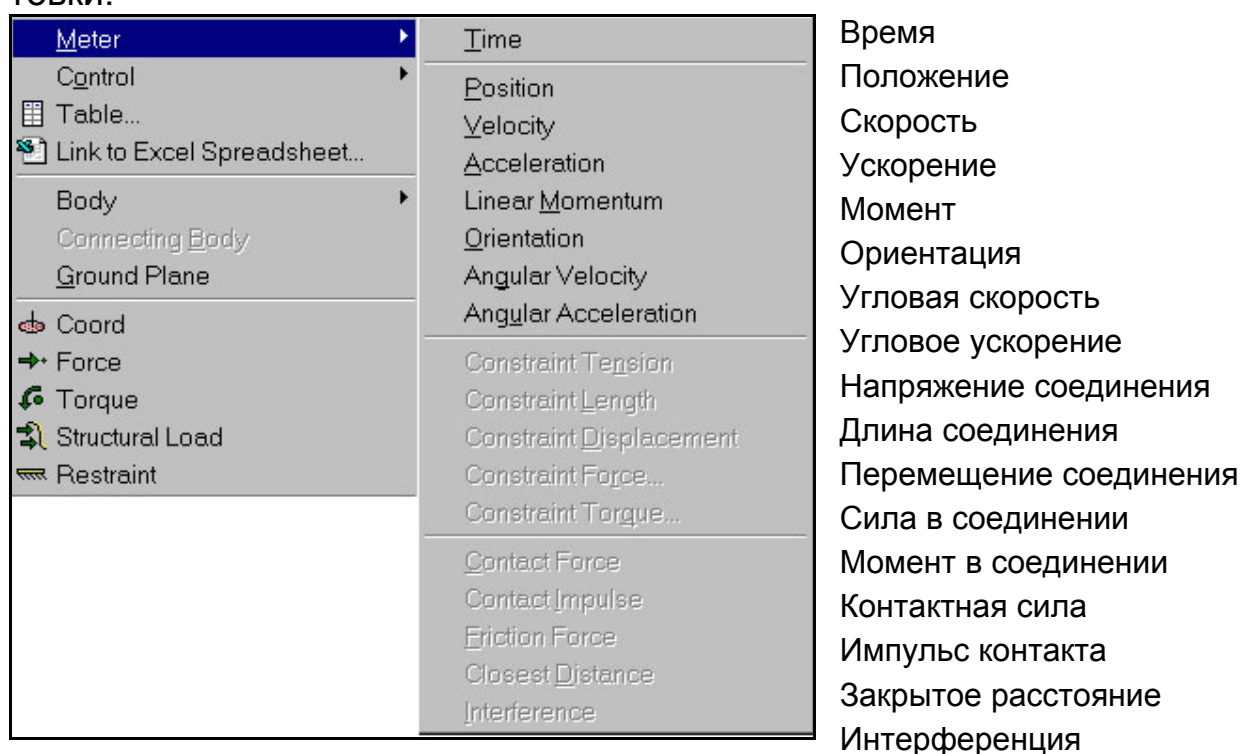 товки:
Meter
Control
Table...
Link to Excel Spreadsheet...
Body
Connecting Body
Ground Plane
Coord
Force
Torque
Structural Load
Restraint
Time
Position
Velocity
Acceleration
Linear Momentum
Orientation
Angular Velocity
Angular Acceleration
Constraint Tension
Constraint Length
Constraint Displacement
Constraint Force...
Constraint Torque...
Contact Force
Contact Impulse
Friction Force
Closest Distance
Interference
Время
Положение
Скорость
Ускорение
Момент
Ориентация
Угловая скорость
Угловое ускорение
Напряжение соединения
Длина соединения
Перемещение соединения
Сила в соединении
Момент в соединении
Контактная сила
Импульс контакта
Закрытое расстояние
Интерференция